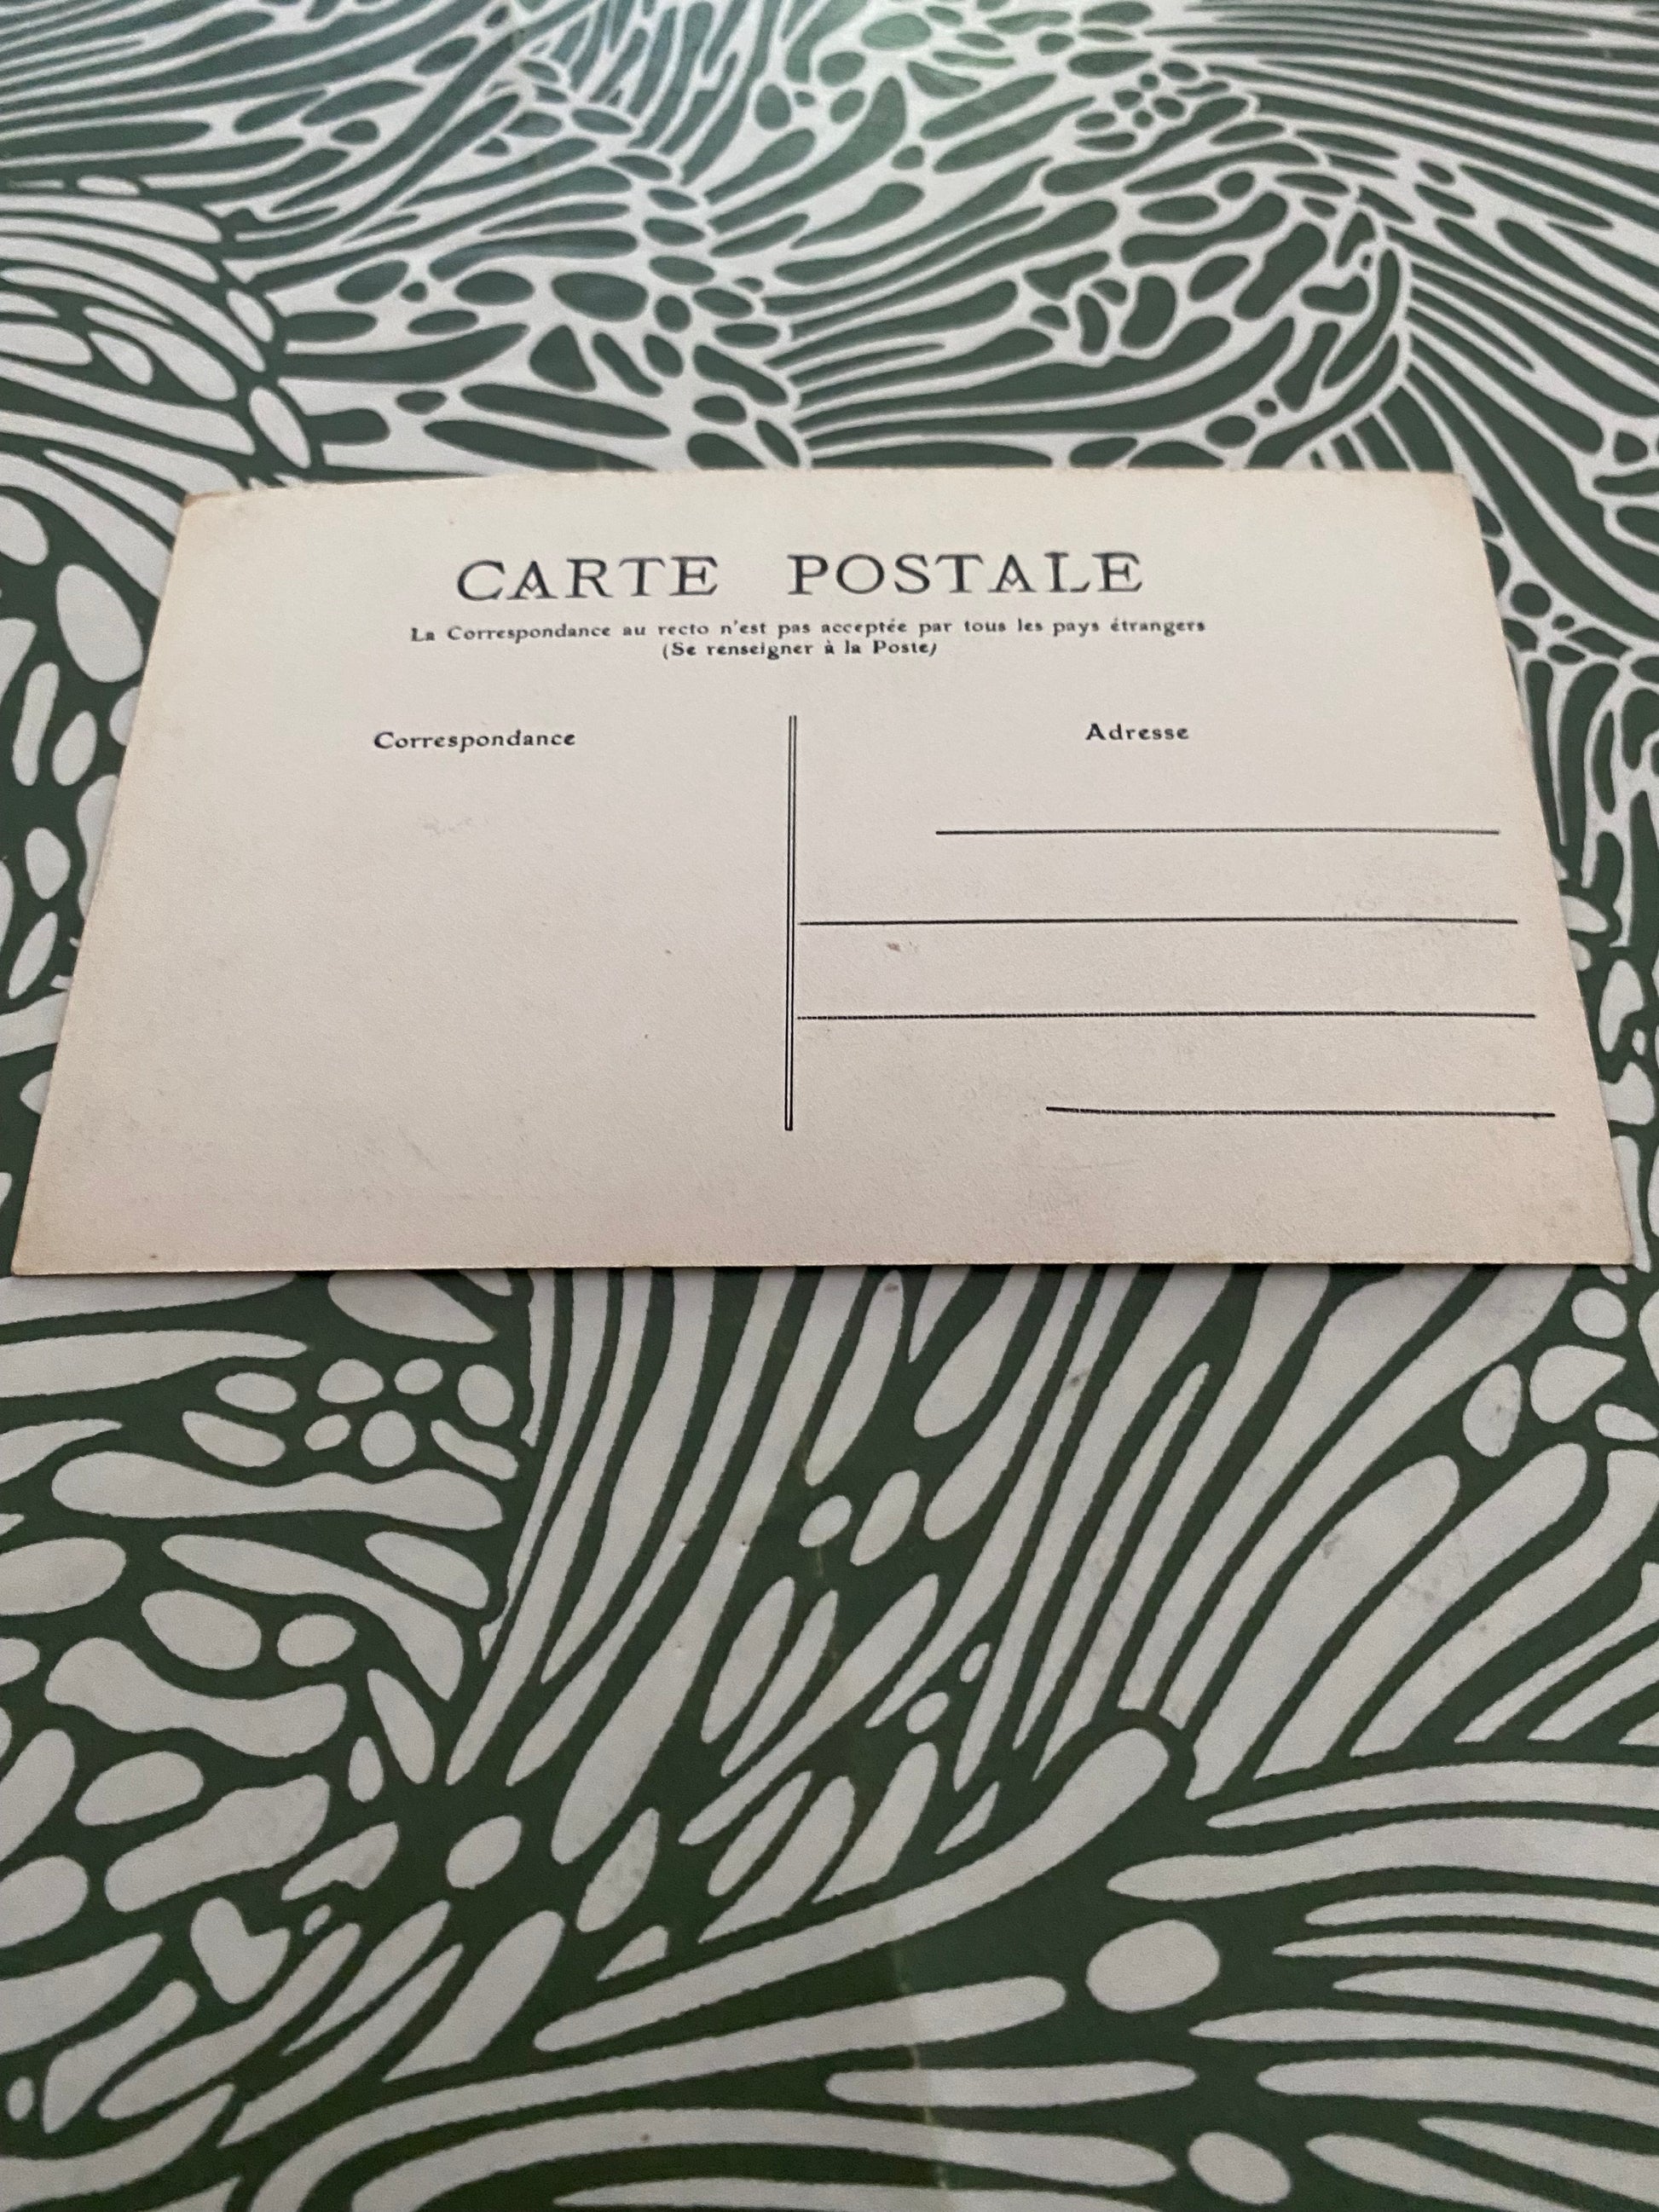 CARTE POSTALE
La Correspondance au recto n'est pas acceptée par tous les pays étrangers
(Se renseigner à la Poste)
Correspondance
Adresse